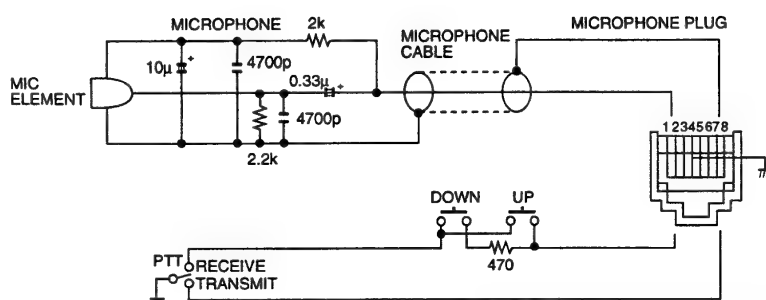 MICROPHONE
2k
MICROPHONE
CABLE
MICROPHONE PLUG
10μ
+
4700p
0.33μ
+
MIC
ELEMENT
4700p
2.2k
12345678
DOWN
UP
470
PTT
RECEIVE
TRANSMIT